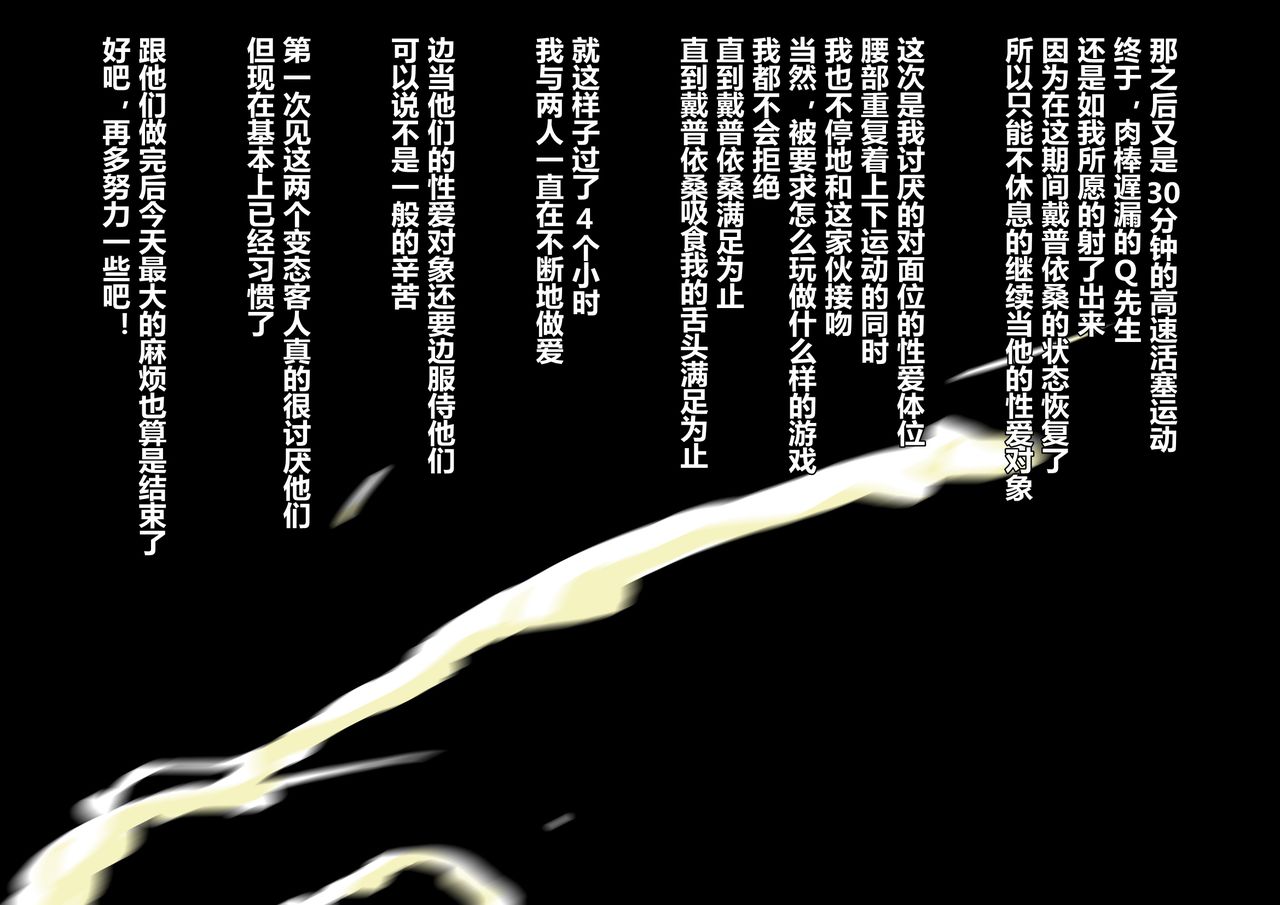 那之后又是30分钟的高速活塞运动
终于，肉棒遅漏的Q先生
还是如我所愿的射了出来
因为在这期间戴普依桑的状态恢复了
所以只能不休息的继续当他的性爱对象
这次是我讨厌的对面位的性爱体位
腰部重复着上下运动的同时
我也不停地和这家伙接吻
当然，被要求怎么玩做什么样的游戏
我都不会拒绝
直到戴普依桑满足为止
直到戴普依桑吸食我的舌头满足为止
就这样子过了4个小时
我与两人一直在不断地做爱
边当他们的性爱对象还要边服侍他们
可以说不是一般的辛苦
第一次见这两个变态客人真的很讨厌他们
但现在基本上已经习惯了
跟他们做完后今天最大的麻烦也算是结束了
好吧，再多努力一些吧！